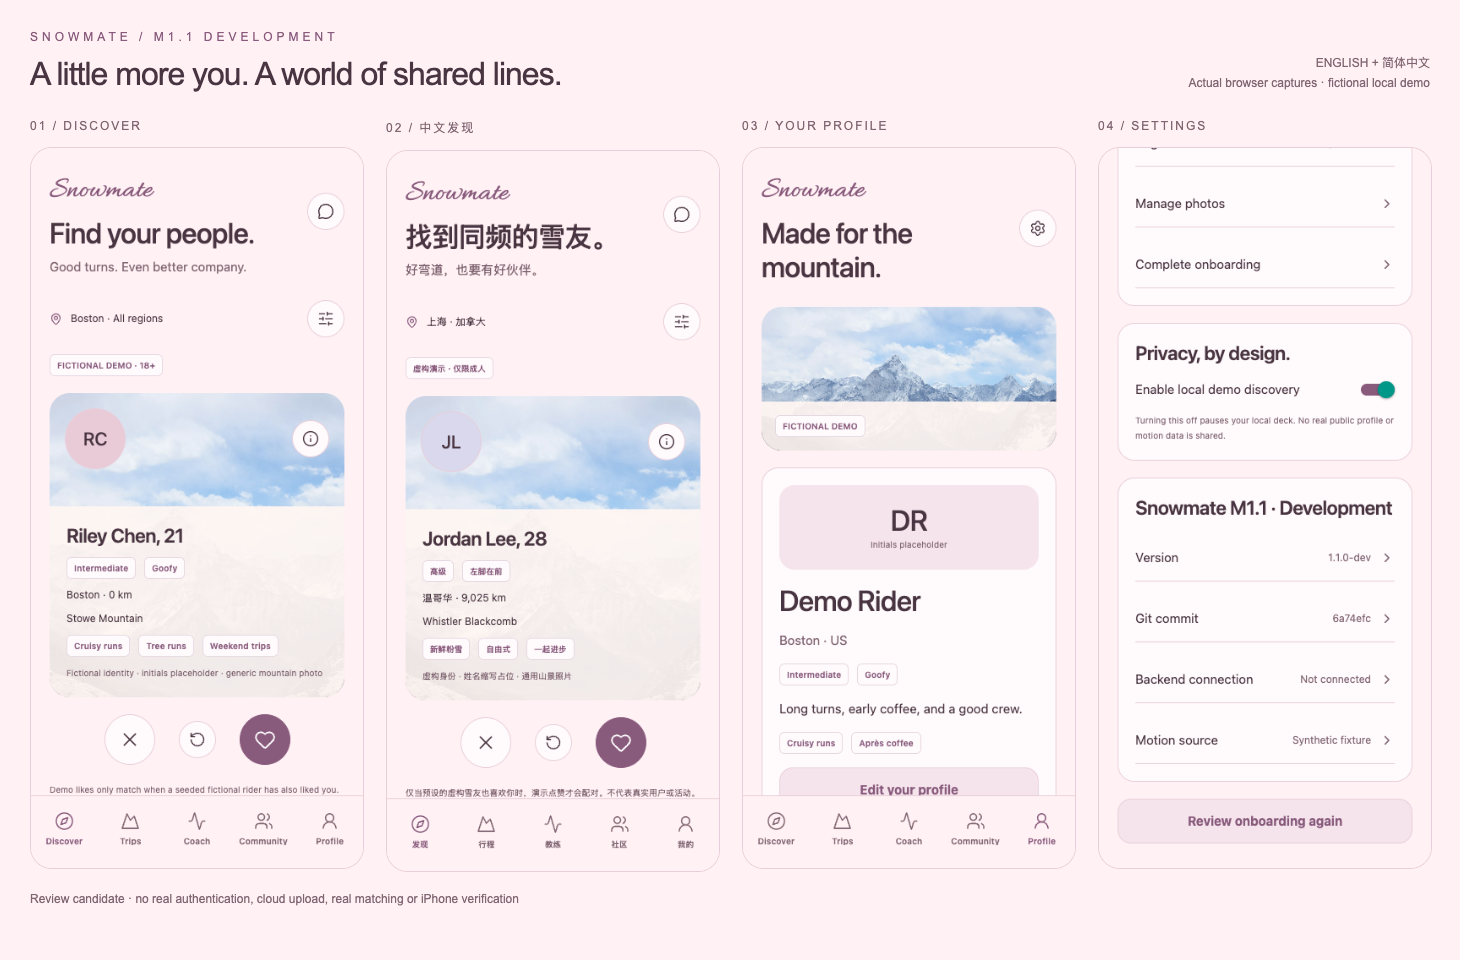 SNOWMATE / M1.1 DEVELOPMENT
A little more you. A world of shared lines.
ENGLISH + 简体中文
Actual browser captures · fictional local demo
01 / DISCOVER
Snowmate
Find your people.
Good turns. Even better company.
Boston · All regions
FICTIONAL DEMO · 18+
RC
Riley Chen, 21
Intermediate
Goofy
Boston · 0 km
Stowe Mountain
Cruisy runs
Tree runs
Weekend trips
Fictional identity · initials placeholder · generic mountain photo
Demo likes only match when a seeded fictional rider has also liked you.
Discover
Trips
Coach
Community
Profile
02 / 中文发现
Snowmate
找到同频的雪友。
好弯道，也要有好伙伴。
上海 · 加拿大
虚构演示 · 仅限成人
JL
Jordan Lee, 28
高级
左脚在前
温哥华 · 9,025 km
Whistler Blackcomb
新鲜粉雪
自由式
一起进步
虚构身份 · 姓名缩写占位 · 通用山景照片
仅当预设的虚构雪友也喜欢你时，演示点赞才会配对。不代表真实用户或活动。
发现
行程
教练
社区
我的
03 / YOUR PROFILE
Snowmate
Made for the
mountain.
FICTIONAL DEMO
DR
Initials placeholder
Demo Rider
Boston · US
Intermediate
Goofy
Long turns, early coffee, and a good crew.
Cruisy runs
Après coffee
Edit your profile
Discover
Trips
Coach
Community
Profile
04 / SETTINGS
Manage photos
Complete onboarding
Privacy, by design.
Enable local demo discovery
Turning this off pauses your local deck. No real public profile or
motion data is shared.
Snowmate M1.1 · Development
Version
1.1.0-dev
Git commit
6a74efc
Backend connection
Not connected
Motion source
Synthetic fixture
Review onboarding again
Review candidate · no real authentication, cloud upload, real matching or iPhone verification